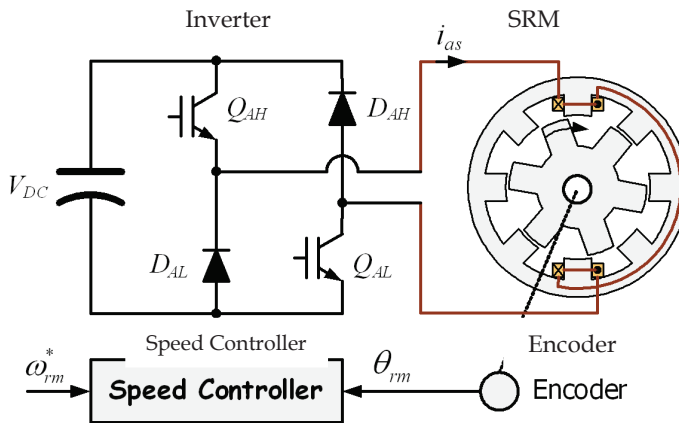 Inverter
SRM
i_as
Q_AH
D_AH
V_DC
D_AL
Q_AL
Speed Controller
Encoder
ω*_rm
Speed Controller
θ_rm
Encoder